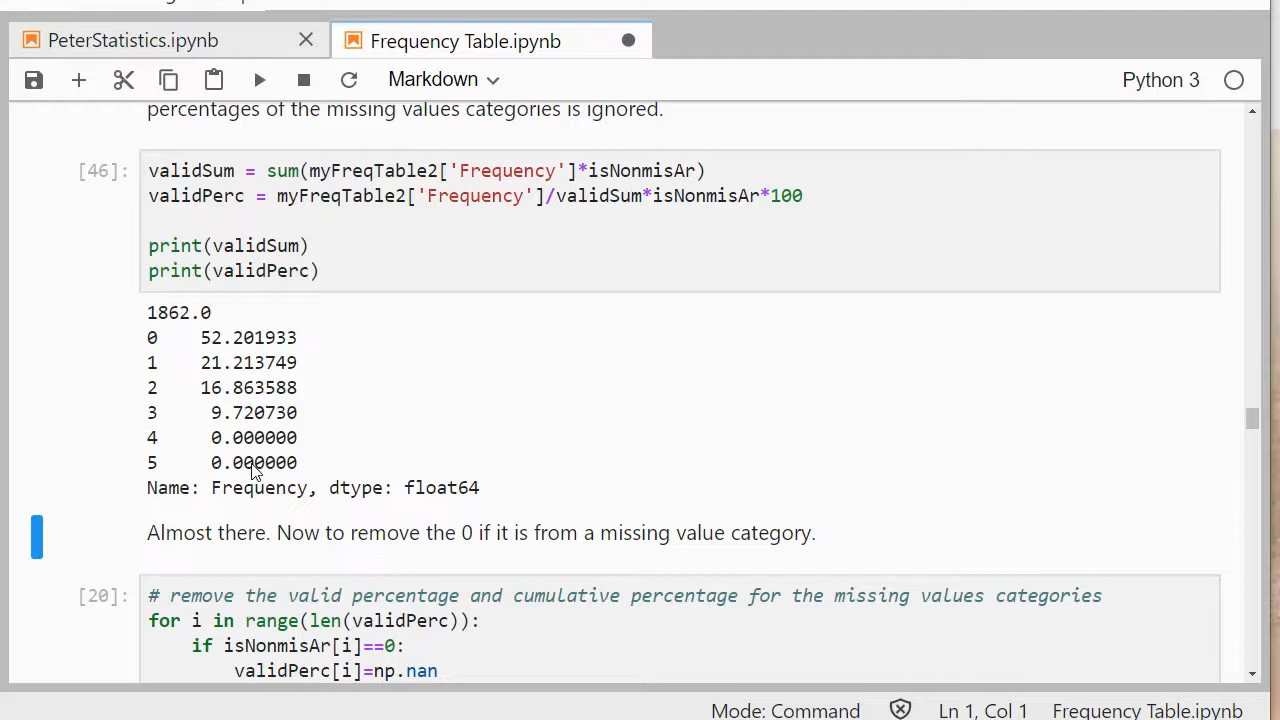 PeterStatistics.ipynb
Frequency Table.ipynb
Markdown
Python 3
percentages of the missing values categories is ignored.
[46]:
validSum = sum(myFreqTable2['Frequency']*isNonmisAr)
validPerc = myFreqTable2['Frequency']/validSum*isNonmisAr*100
print(validSum)
print(validPerc)
1862.0
0 52.201933
1 21.213749
2 16.863588
3 9.720730
4 0.000000
5 0.000000
Name: Frequency, dtype: float64
Almost there. Now to remove the 0 if it is from a missing value category.
[20]:
# remove the valid percentage and cumulative percentage for the missing values categories
for i in range(len(validPerc)):
if isNonmisAr[i]==0:
validPerc[i]=np.nan
Mode: Command Ln 1, Col 1 Frequency Table.ipynb